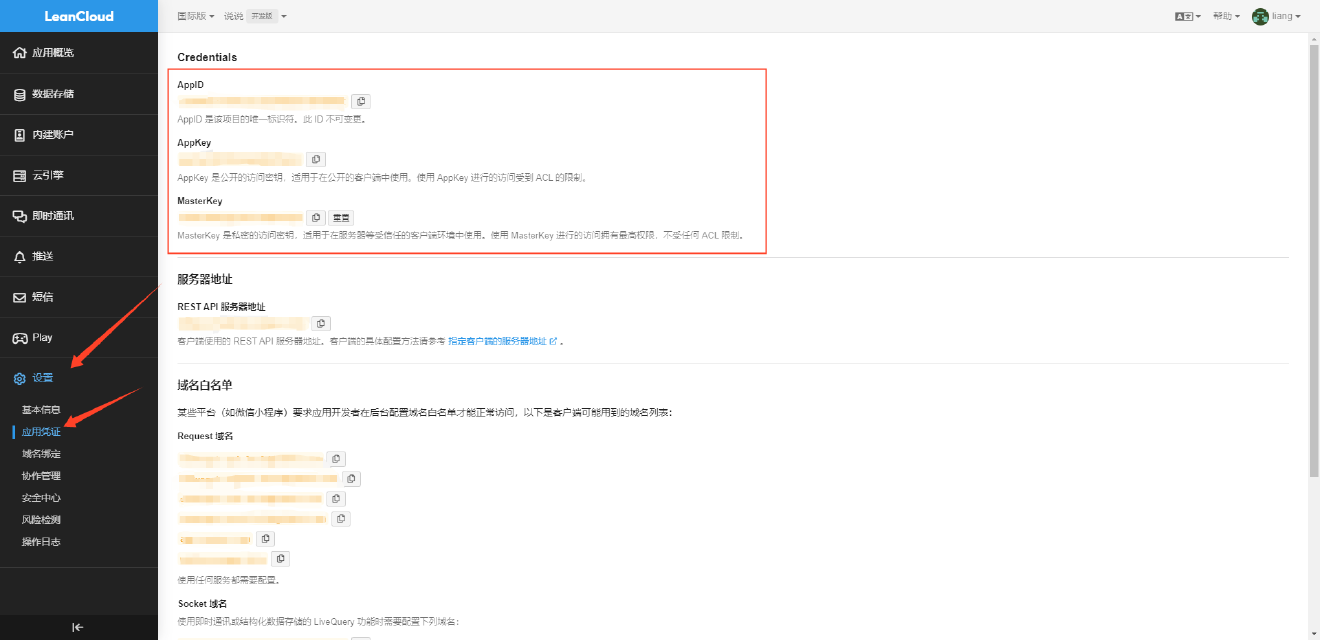 LeanCloud
国际版 说说 开发版
帮助 liang
应用概览
数据存储
内建账户
云引擎
即时通讯
推送
短信
Play
设置
基本信息
应用凭证
域名绑定
协作管理
安全中心
风险检测
操作日志
Credentials
AppID
AppID 是该项目的唯一标识符。此 ID 不可变更。
AppKey
AppKey 是公开的访问密钥，适用于在公开的客户端中使用。使用 AppKey 进行的访问受到 ACL 的限制。
MasterKey
重置
MasterKey 是私密的访问密钥，适用于在服务器等受信任的客户端环境中使用。使用 MasterKey 进行的访问拥有最高权限，不受任何 ACL 限制。
服务器地址
REST API 服务器地址
客户端使用的 REST API 服务器地址。客户端的具体配置方法请参考 指定客户端的服务器地址 。
域名白名单
某些平台（如微信小程序）要求应用开发者在后台配置域名白名单才能正常访问，以下是客户端可能用到的域名列表：
Request 域名
使用任何服务都需要配置。
Socket 域名
使用即时通讯或结构化数据存储的 LiveQuery 功能时需要配置下列域名：